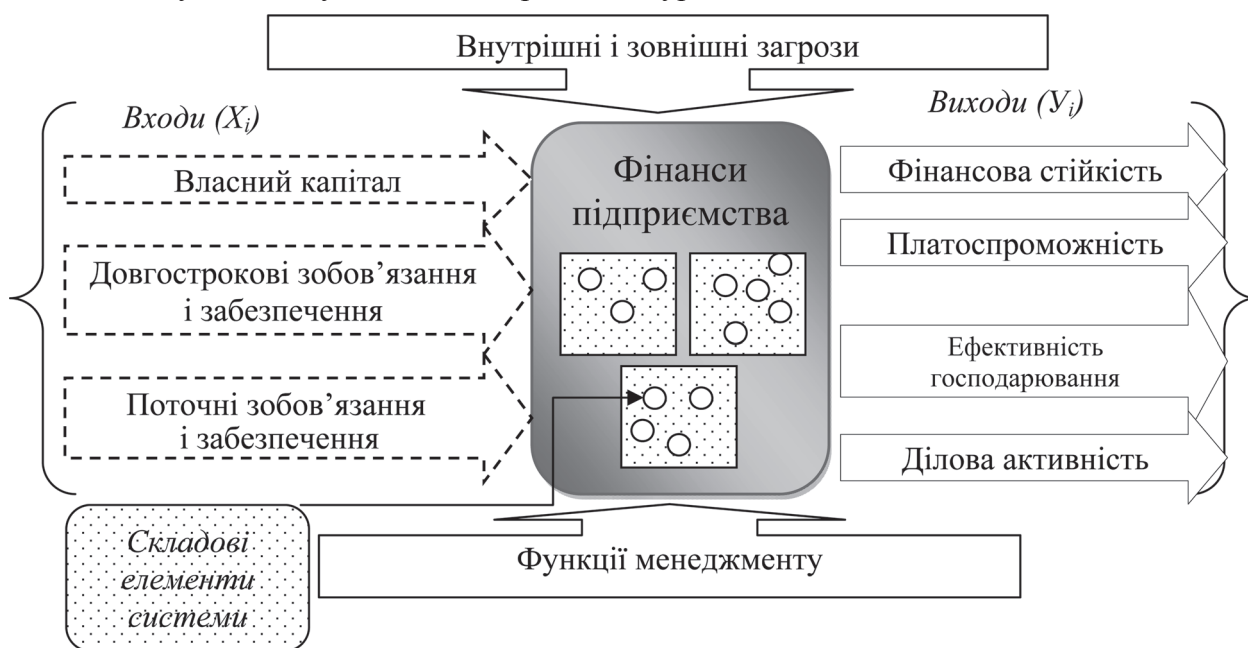 Внутрішні і зовнішні загрози
Входи (Xi)
Виходи (Уi)
Власний капітал
Довгострокові зобов’язання
і забезпечення
Поточні зобов’язання
і забезпечення
Фінанси
підприємства
Фінансова стійкість
Платоспроможність
Ефективність
господарювання
Ділова активність
Складові
елементи
системи
Функції менеджменту